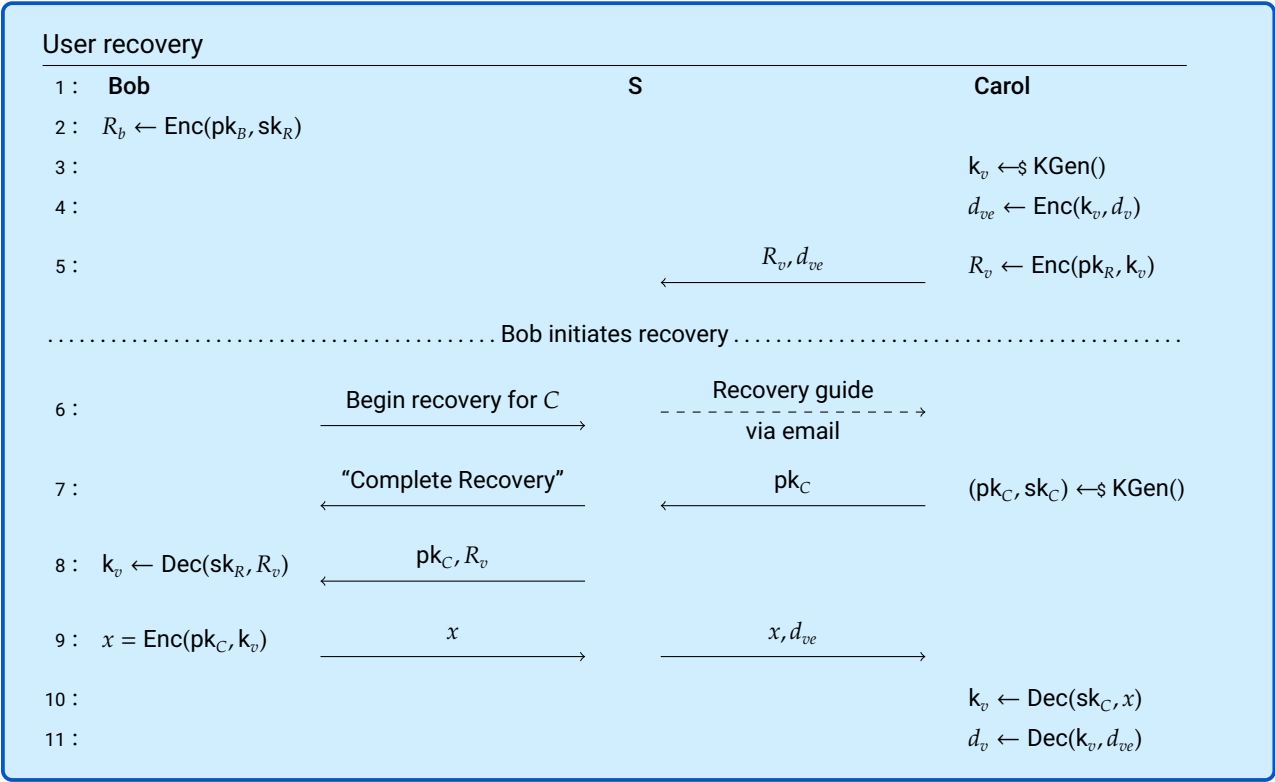 User recovery
1 : Bob S Carol
2 : R_b ← Enc(pk_B, sk_R)
3 : k_v ←$ KGen()
4 : d_ve ← Enc(k_v, d_v)
5 : R_v, d_ve R_v ← Enc(pk_R, k_v)
Bob initiates recovery
6 : Begin recovery for C Recovery guide
via email
7 : “Complete Recovery” pk_C (pk_C, sk_C) ←$ KGen()
8 : k_v ← Dec(sk_R, R_v) pk_C, R_v
9 : x = Enc(pk_C, k_v) x x, d_ve
10 : k_v ← Dec(sk_C, x)
11 : d_v ← Dec(k_v, d_ve)